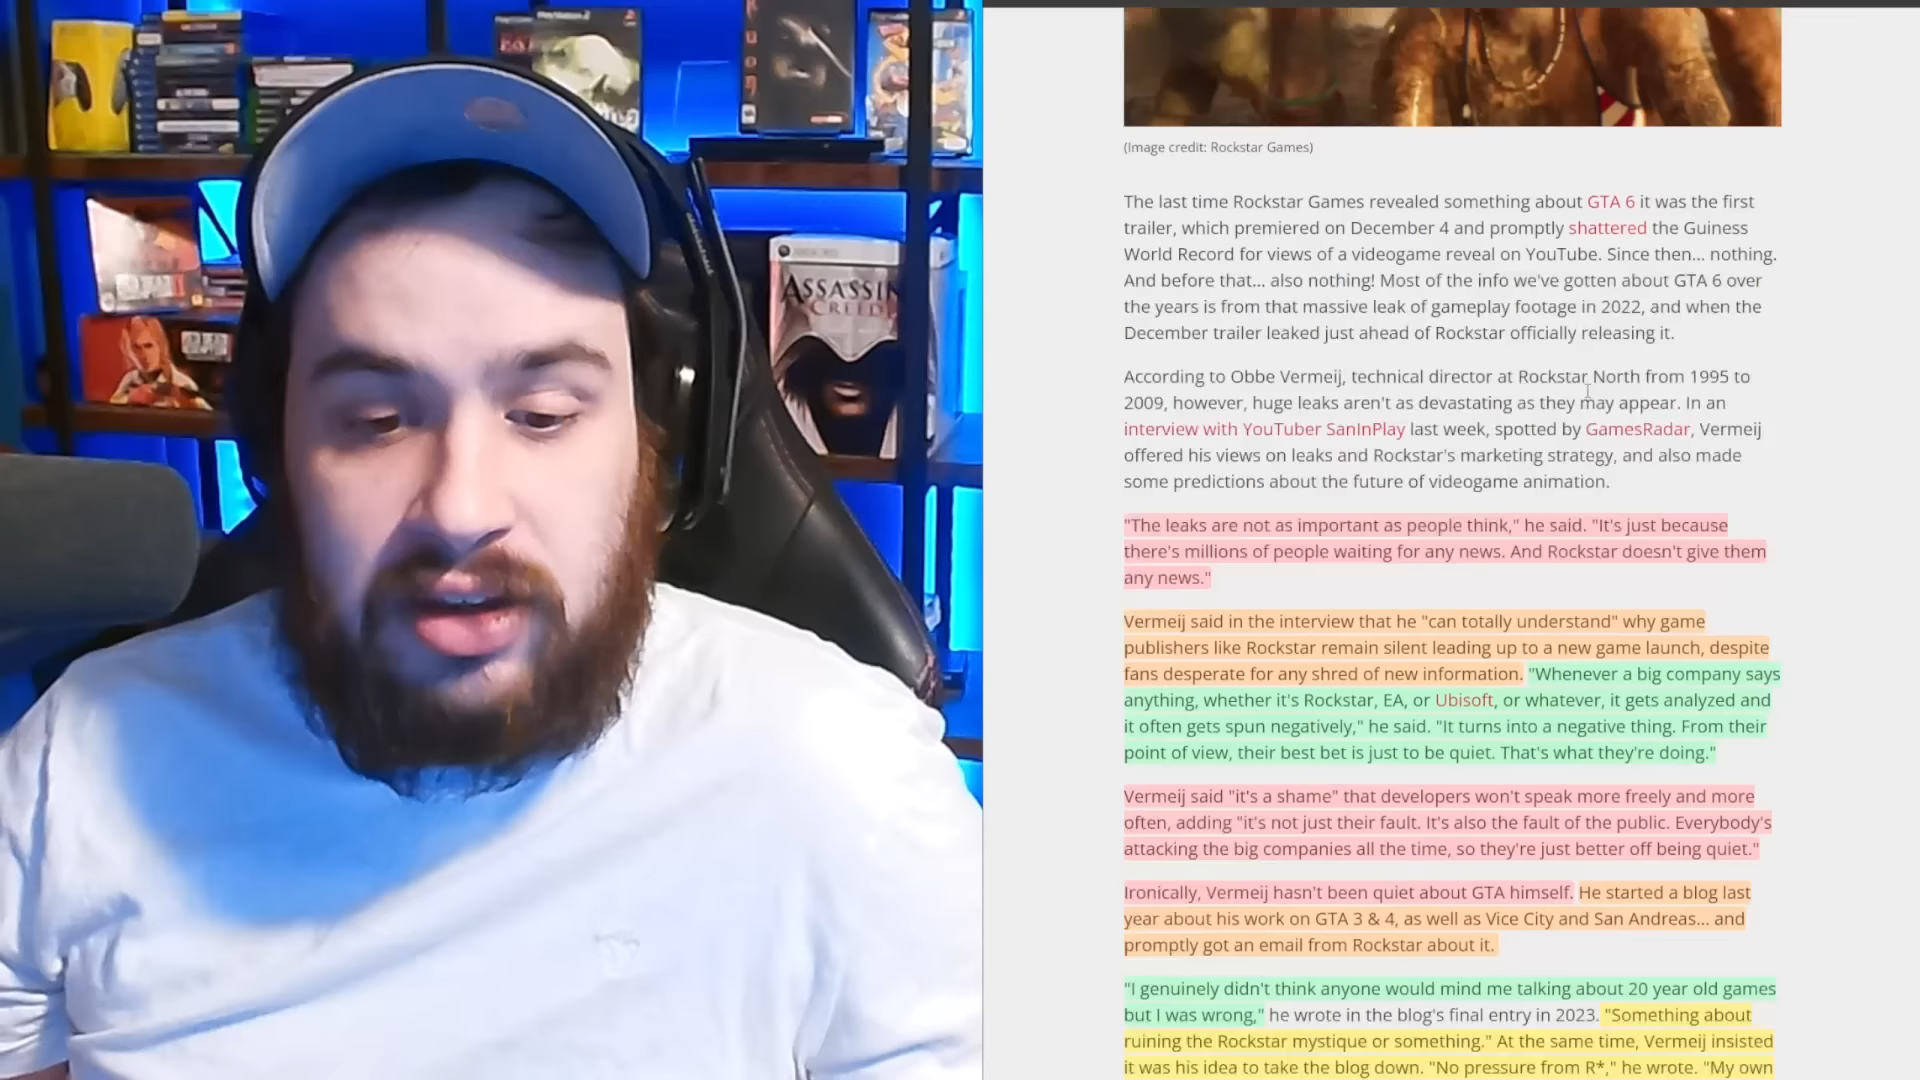 ASSASSIN
CREED
(Image credit: Rockstar Games)
The last time Rockstar Games revealed something about GTA 6 it was the first
trailer, which premiered on December 4 and promptly shattered the Guiness
World Record for views of a videogame reveal on YouTube. Since then... nothing.
And before that... also nothing! Most of the info we've gotten about GTA 6 over
the years is from that massive leak of gameplay footage in 2022, and when the
December trailer leaked just ahead of Rockstar officially releasing it.
According to Obbe Vermeij, technical director at Rockstar North from 1995 to
2009, however, huge leaks aren't as devastating as they may appear. In an
interview with YouTuber SanInPlay last week, spotted by GamesRadar, Vermeij
offered his views on leaks and Rockstar's marketing strategy, and also made
some predictions about the future of videogame animation.
"The leaks are not as important as people think," he said. "It's just because
there's millions of people waiting for any news. And Rockstar doesn't give them
any news."
Vermeij said in the interview that he "can totally understand" why game
publishers like Rockstar remain silent leading up to a new game launch, despite
fans desperate for any shred of new information. "Whenever a big company says
anything, whether it's Rockstar, EA, or Ubisoft, or whatever, it gets analyzed and
it often gets spun negatively," he said. "It turns into a negative thing. From their
point of view, their best bet is just to be quiet. That's what they're doing."
Vermeij said "it's a shame" that developers won't speak more freely and more
often, adding "it's not just their fault. It's also the fault of the public. Everybody's
attacking the big companies all the time, so they're just better off being quiet."
Ironically, Vermeij hasn't been quiet about GTA himself. He started a blog last
year about his work on GTA 3 & 4, as well as Vice City and San Andreas... and
promptly got an email from Rockstar about it.
"I genuinely didn't think anyone would mind me talking about 20 year old games
but I was wrong," he wrote in the blog's final entry in 2023. "Something about
ruining the Rockstar mystique or something." At the same time, Vermeij insisted
it was his idea to take the blog down. "No pressure from R*," he wrote. "My own